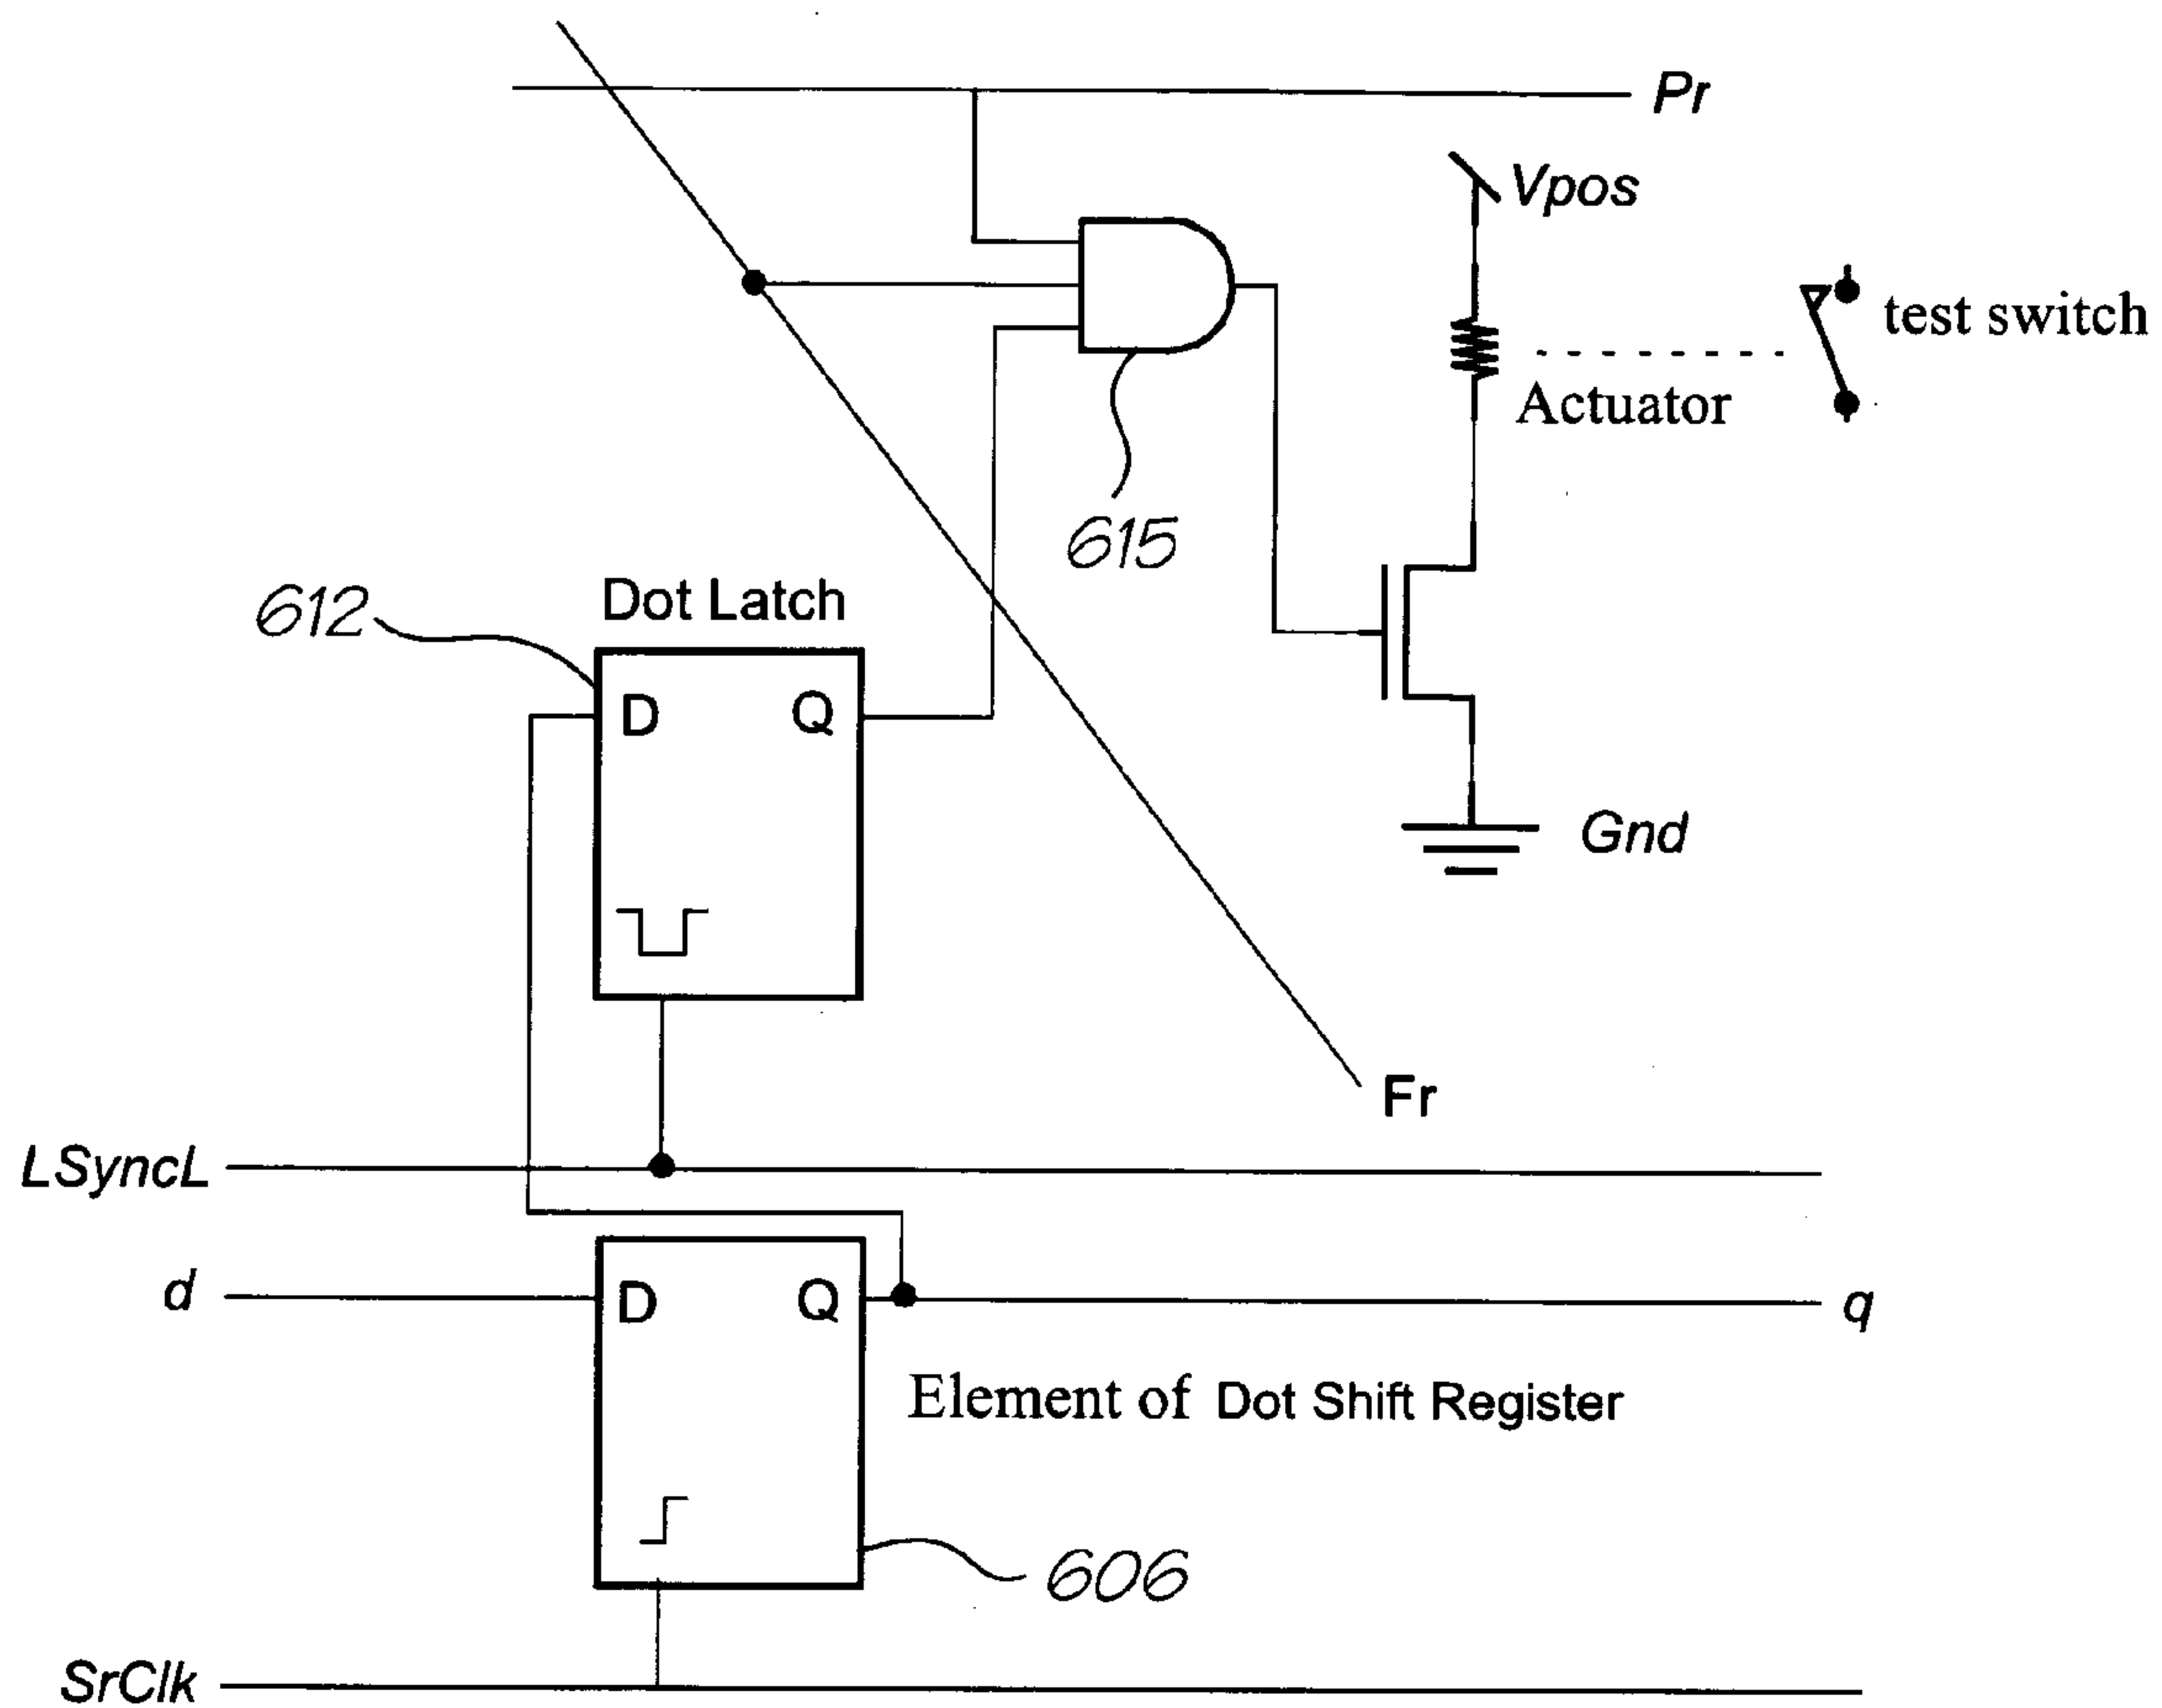 Pr
Vpos
test switch
Actuator
615
612
Dot Latch
D
Q
Gnd
Fr
LSyncL
d
D
Q
q
Element of Dot Shift Register
606
SrClk